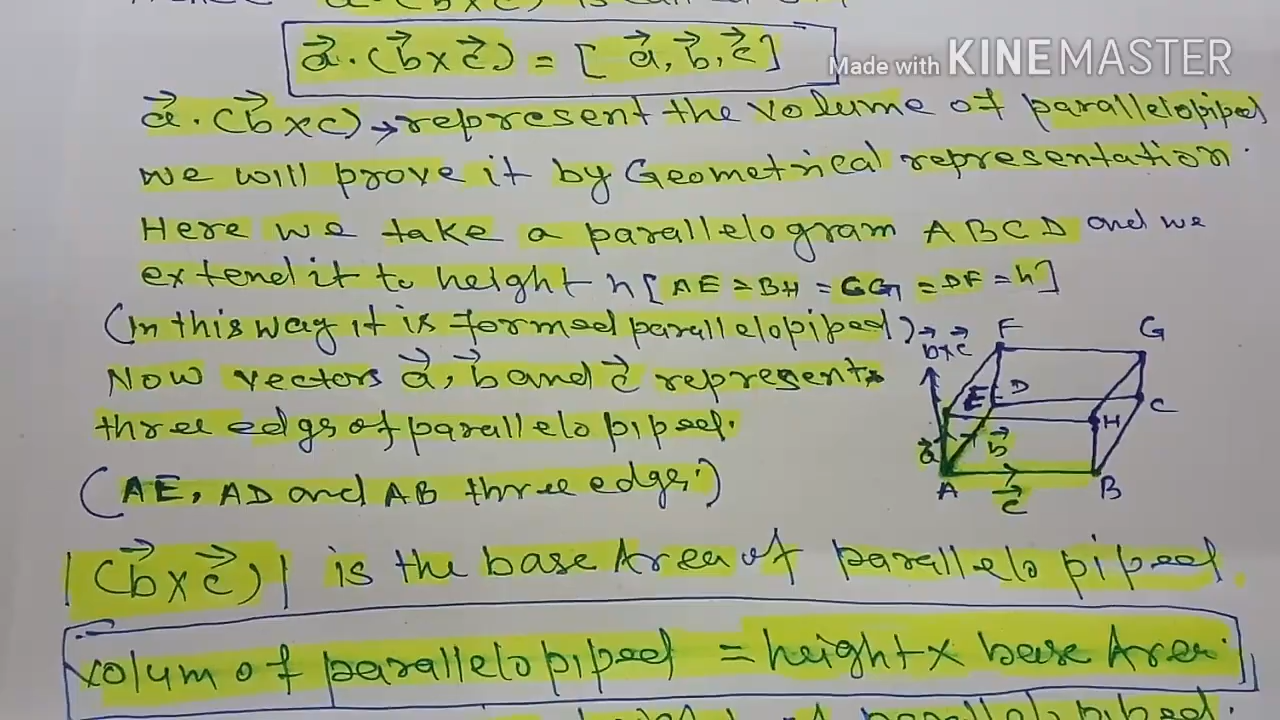 a⃗.(b⃗×c⃗) = [a⃗, b⃗, c⃗]
Made with KINEMASTER
a⃗.(b⃗×c) → represent the volume of parallelopiped
we will prove it by Geometrical representation.
Here we take a parallelogram ABCD and we
extend it to height h [AE = BH = CG = DF = h]
(In this way it is formed parallelopiped)
Now vectors a⃗, b⃗ and c⃗ represents
three edgs of parallelopiped.
(AE, AD and AB three edges.)
b⃗×c⃗
F
G
E
D
H
C
a⃗
b⃗
A
c⃗
B
|(b⃗×c⃗)| is the base Area of parallelopiped.
volum of parallelopiped = height × base Area.